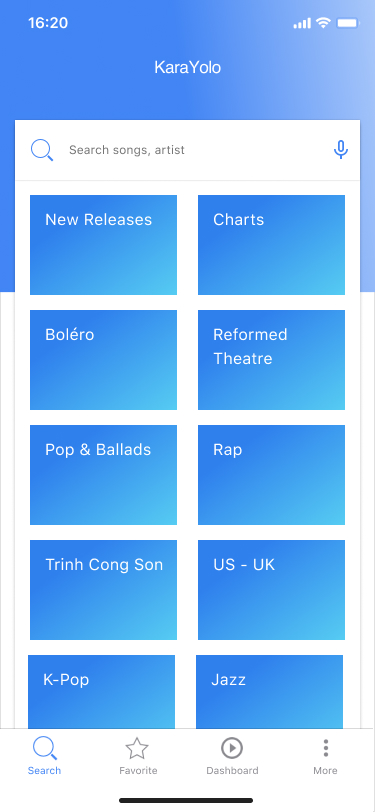 16:20
KaraYolo
Search songs, artist
New Releases
Charts
Boléro
Reformed
Theatre
Pop & Ballads
Rap
Trinh Cong Son
US - UK
K-Pop
Jazz
Search
Favorite
Dashboard
More